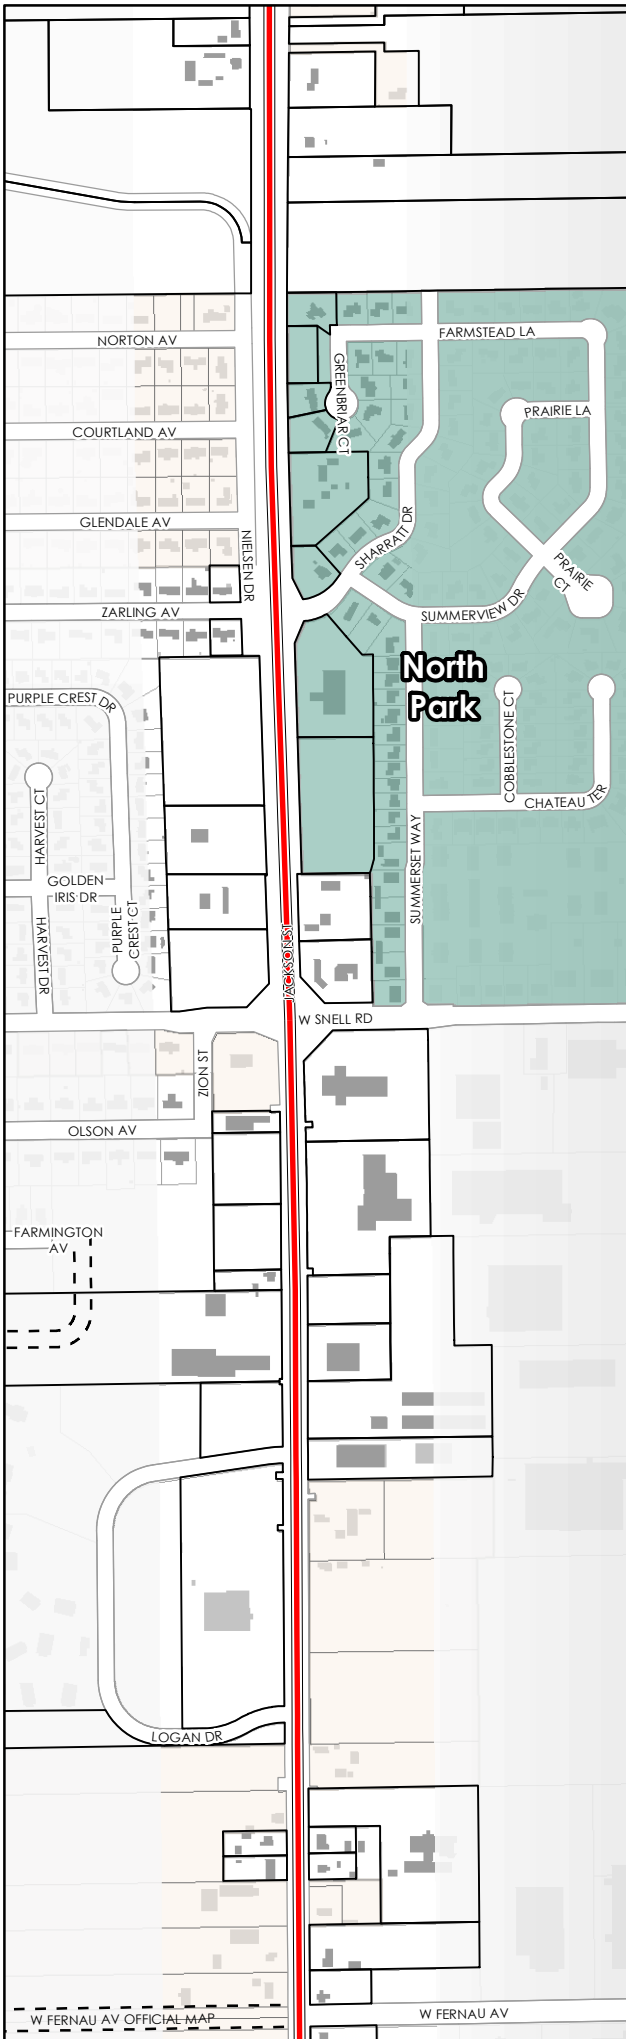 FARMSTEAD LA
NORTON AV
GREENBRIAR CT
PRAIRIE LA
COURTLAND AV
GLENDALE AV
NIELSEN DR
SHARRATT DR
PRAIRIE
CT
ZARLING AV
SUMMERVIEW DR
North
Park
PURPLE CREST DR
COBBLESTONE CT
CHATEAU TER
HARVEST CT
SUMMERSET WAY
GOLDEN
IRIS DR
PURPLE
CREST CT
HARVEST DR
JACKSON ST
W SNELL RD
ZION ST
OLSON AV
FARMINGTON
AV
LOGAN DR
W FERNAU AV OFFICIAL MAP
W FERNAU AV